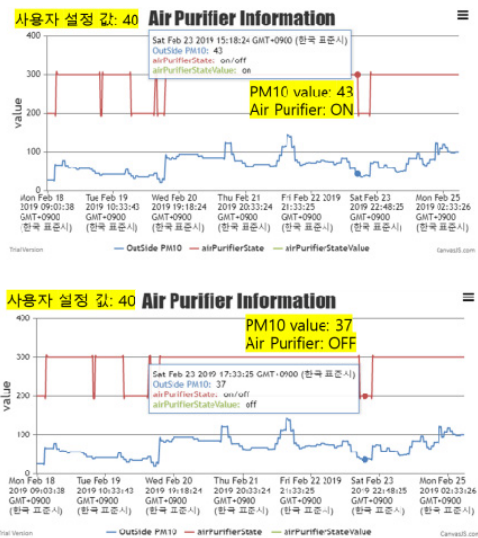 사용자 설정 값: 40 Air Purifier Information
400
Sat Feb 23 2019 15:18:24 GMT+0900 (한국 표준시)
OutSide PM10: 43
airPurifierState: on/off
airPurifierStateValue: on
300
PM10 value: 43
Air Purifier: ON
value
200
100
0
Mon Feb 18 Tue Feb 19 Wed Feb 20 Thu Feb 21 Fri Feb 22 2019 Sat Feb 23 Mon Feb 25
2019 09:03:38 2019 10:33:43 2019 19:18:24 2019 20:33:24 21:33:25 2019 22:48:25 2019 02:33:26
GMT+0900 GMT+0900 GMT+0900 GMT+0900 GMT+0900 GMT+0900 GMT+0900
(한국 표준시) (한국 표준시) (한국 표준시) (한국 표준시) (한국 표준시) (한국 표준시) (한국 표준시)
Trial Version OutSide PM10 airPurifierState airPurifierStateValue CanvasJS.com
사용자 설정 값: 40 Air Purifier Information
400
PM10 value: 37
Air Purifier: OFF
300
Sat Feb 23 2019 17:33:25 GMT+0900 (한국 표준시)
OutSide PM10: 37
airPurifierState: on/off
airPurifierStateValue: off
value
200
100
0
Mon Feb 18 Tue Feb 19 Wed Feb 20 Thu Feb 21 Fri Feb 22 2019 Sat Feb 23 Mon Feb 25
2019 09:03:38 2019 10:33:43 2019 19:18:24 2019 20:33:24 21:33:25 2019 22:48:25 2019 02:33:26
GMT+0900 GMT+0900 GMT+0900 GMT+0900 GMT+0900 GMT+0900 GMT+0900
(한국 표준시) (한국 표준시) (한국 표준시) (한국 표준시) (한국 표준시) (한국 표준시) (한국 표준시)
Trial Version OutSide PM10 airPurifierState airPurifierStateValue CanvasJS.com